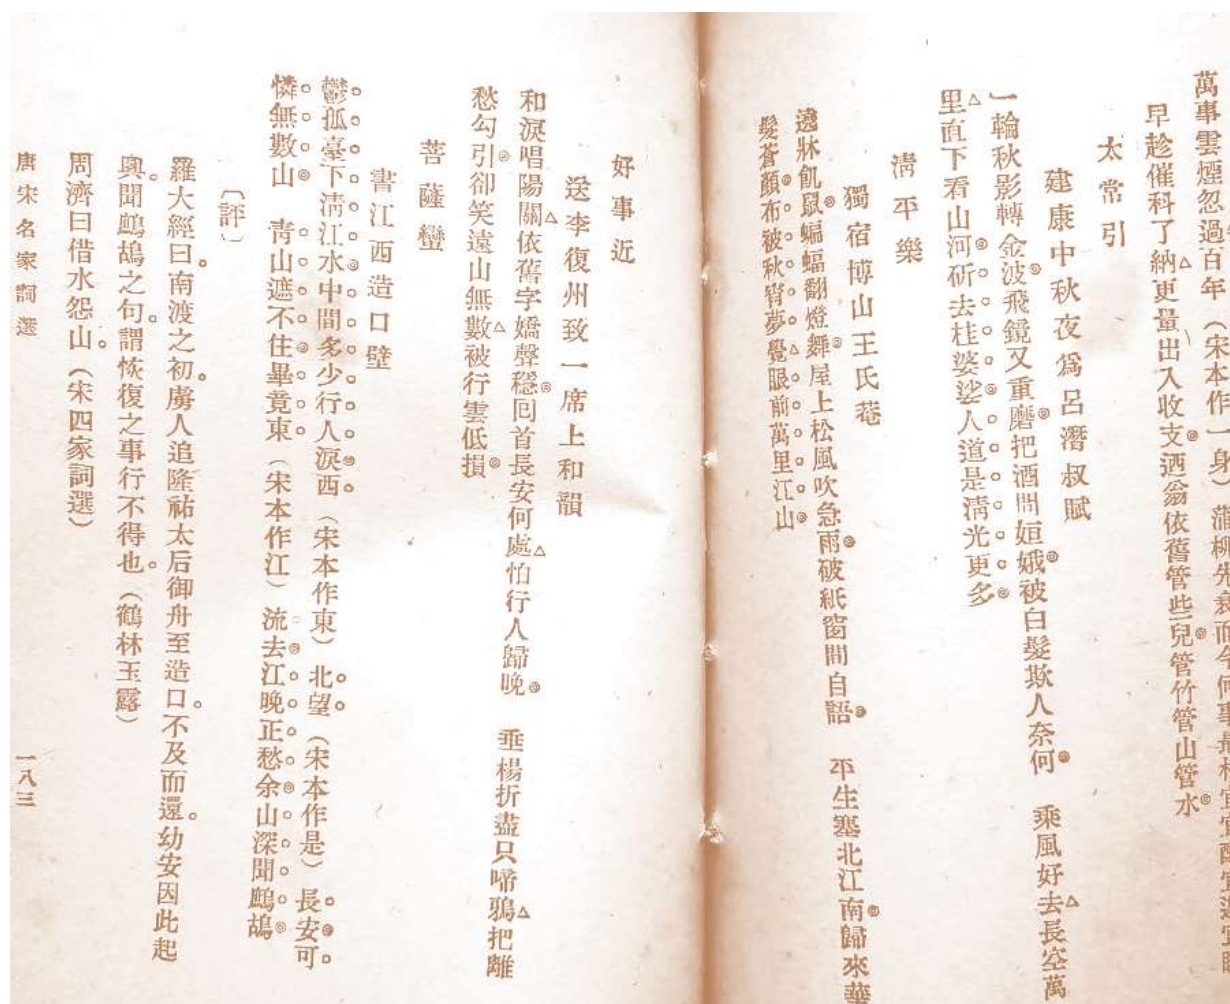 萬事雲煙忽過百年（宋本作一身）蒲柳先衰而今何事最相宜宜醉宜遊宜睡
早趁催科了納更量出入收支迺翁依舊管些兒管竹管山管水
太常引
建康中秋夜爲呂潛叔賦
一輪秋影轉金波飛鏡又重磨把酒問姮娥被白髮欺人奈何　乘風好去長空萬
里直下看山河斫去桂婆娑人道是淸光更多
淸平樂
獨宿博山王氏菴
遶牀飢鼠蝙蝠翻燈舞屋上松風吹急雨破紙窗間自語　平生塞北江南歸來華
髮蒼顏布被秋宵夢覺眼前萬里江山
好事近
送李復州致一席上和韻
和淚唱陽關依舊字嬌聲穩囘首長安何處怕行人歸晚　垂楊折盡只啼鴉把離
愁勾引卻笑遠山無數被行雲低損
菩薩蠻
書江西造口壁
鬱孤臺下淸江水中間多少行人淚西（宋本作東）北望（宋本作是）長安可
憐無數山　靑山遮不住畢竟東（宋本作江）流去江晚正愁余山深聞鷓鴣
〔評〕
羅大經曰南渡之初。虜人追隆祐太后御舟至造口。不及而還。幼安因此起
興聞鷓鴣之句。謂恢復之事行不得也。（鶴林玉露）
周濟曰借水怨山。（宋四家詞選）
唐宋名家詞選
一八三